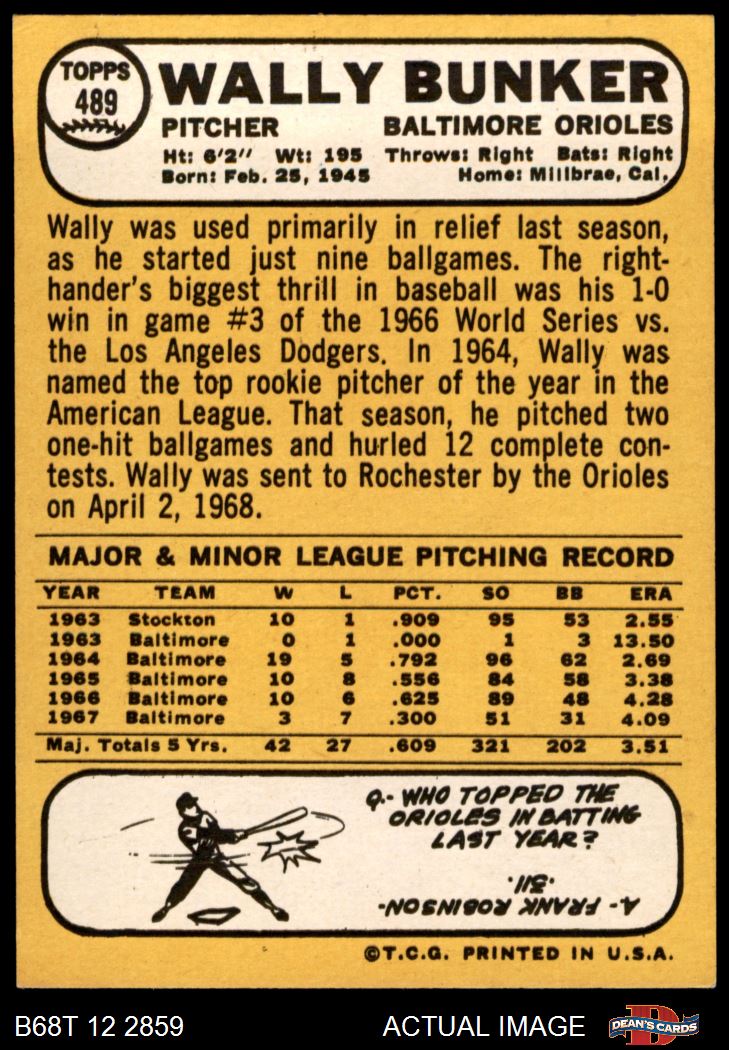 TOPPS
489
WALLY BUNKER
PITCHER BALTIMORE ORIOLES
Ht: 6'2" Wt: 195 Throws: Right Bats: Right
Born: Feb. 25, 1945 Home: Millbrae, Cal.
Wally was used primarily in relief last season,
as he started just nine ballgames. The right-
hander's biggest thrill in baseball was his 1-0
win in game #3 of the 1966 World Series vs.
the Los Angeles Dodgers. In 1964, Wally was
named the top rookie pitcher of the year in the
American League. That season, he pitched two
one-hit ballgames and hurled 12 complete con-
tests. Wally was sent to Rochester by the Orioles
on April 2, 1968.
MAJOR & MINOR LEAGUE PITCHING RECORD
YEAR TEAM W L PCT. SO BB ERA
1963 Stockton 10 1 .909 95 53 2.55
1963 Baltimore 0 1 .000 1 3 13.50
1964 Baltimore 19 5 .792 96 62 2.69
1965 Baltimore 10 8 .556 84 58 3.38
1966 Baltimore 10 6 .625 89 48 4.28
1967 Baltimore 3 7 .300 51 31 4.09
Maj. Totals 5 Yrs. 42 27 .609 321 202 3.51
Q.- WHO TOPPED THE
ORIOLES IN BATTING
LAST YEAR?
A.- FRANK ROBINSON-
.311.
©T.C.G. PRINTED IN U.S.A.
B68T 12 2859 ACTUAL IMAGE DEAN'S CARDS